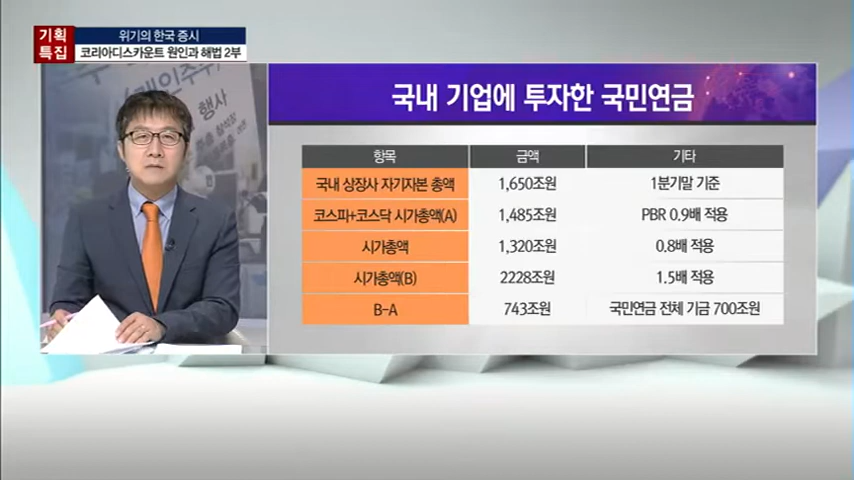 기획
특집
위기의 한국 증시
코리아디스카운트 원인과 해법 2부
행사
국내 기업에 투자한 국민연금
항목 금액 기타
국내 상장사 자기자본 총액 1,650조원 1분기말 기준
코스피+코스닥 시가총액(A) 1,485조원 PBR 0.9배 적용
시가총액 1,320조원 0.8배 적용
시가총액(B) 2228조원 1.5배 적용
B-A 743조원 국민연금 전체 기금 700조원